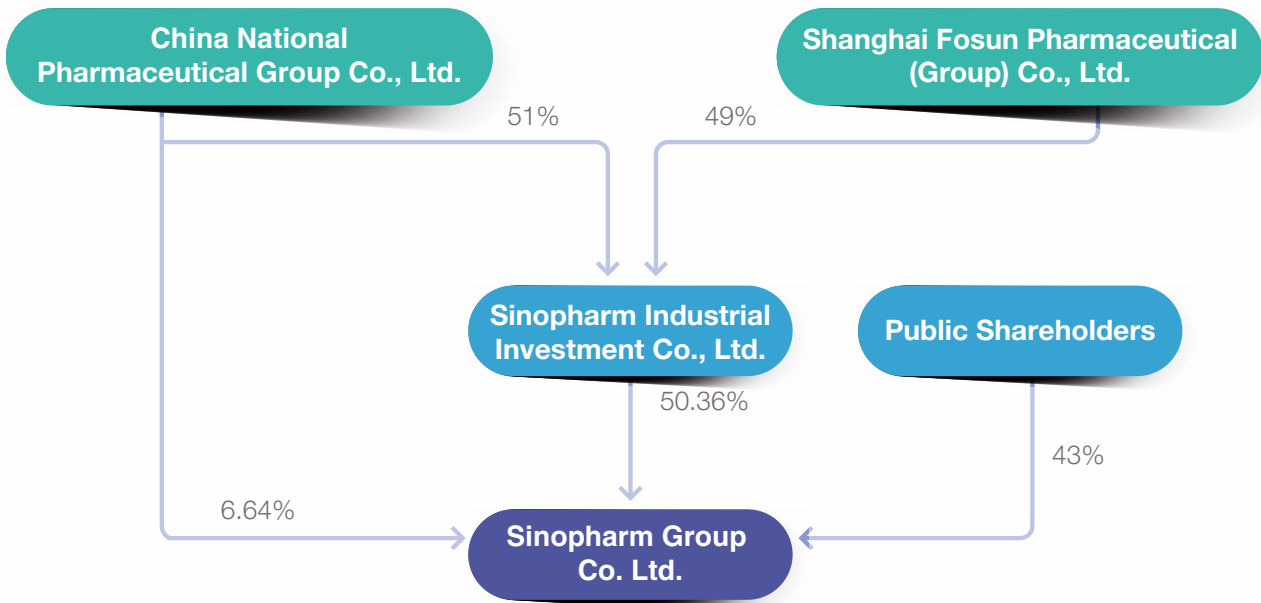 China National
Pharmaceutical Group Co., Ltd.
Shanghai Fosun Pharmaceutical
(Group) Co., Ltd.
51%
49%
Sinopharm Industrial
Investment Co., Ltd.
Public Shareholders
50.36%
43%
6.64%
Sinopharm Group
Co. Ltd.